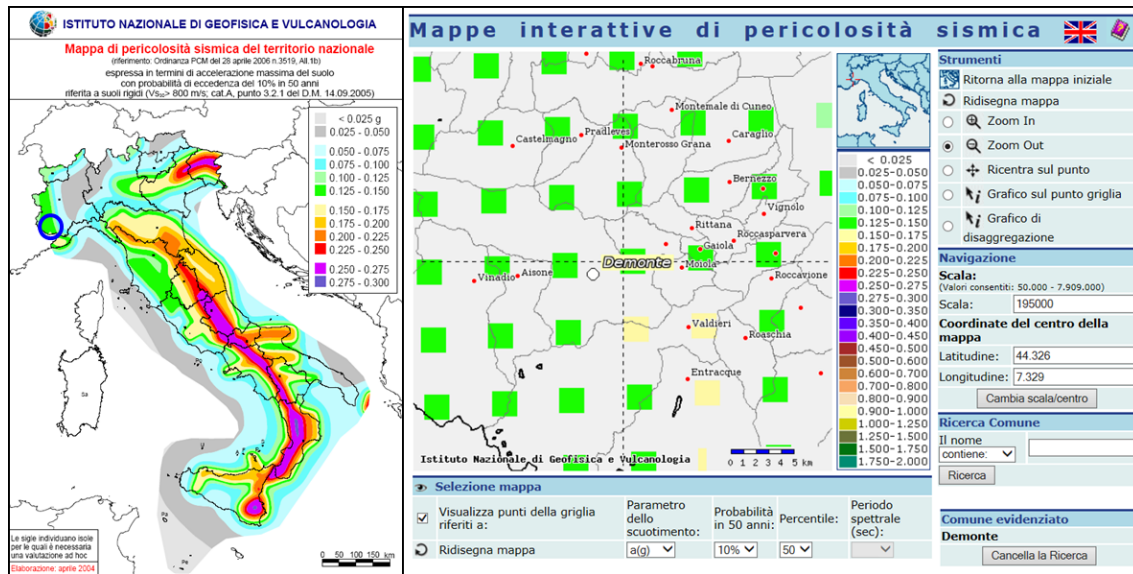 ISTITUTO NAZIONALE DI GEOFISICA E VULCANOLOGIA
Mappa di pericolosità sismica del territorio nazionale
(riferimento: Ordinanza PCM del 28 aprile 2006 n.3519, All.1b)
espressa in termini di accelerazione massima del suolo
con probabilità di eccedenza del 10% in 50 anni
riferita a suoli rigidi (Vs30> 800 m/s; cat.A, punto 3.2.1 del D.M. 14.09.2005)
< 0.025 g
0.025 - 0.050
0.050 - 0.075
0.075 - 0.100
0.100 - 0.125
0.125 - 0.150
0.150 - 0.175
0.175 - 0.200
0.200 - 0.225
0.225 - 0.250
0.250 - 0.275
0.275 - 0.300
Le sigle individuano isole
per le quali è necessaria
una valutazione ad hoc
Elaborazione: aprile 2004
0 50 100 150 km
Mappe interattive di pericolosità sismica
Roccabruna
Montemale di Cuneo
Castelmagno
Pradleves
Monterosso Grana
Caraglio
Bernezzo
Vignolo
Rittana
Roccasparvera
Gaiola
Demonte
Moiola
Vinadio
Aisone
Roccavione
Valdieri
Roaschia
Entracque
Istituto Nazionale di Geofisica e Vulcanologia
0 1 2 3 4 5 km
< 0.025
0.025-0.050
0.050-0.075
0.075-0.100
0.100-0.125
0.125-0.150
0.150-0.175
0.175-0.200
0.200-0.225
0.225-0.250
0.250-0.275
0.275-0.300
0.300-0.350
0.350-0.400
0.400-0.450
0.450-0.500
0.500-0.600
0.600-0.700
0.700-0.800
0.800-0.900
0.900-1.000
1.000-1.250
1.250-1.500
1.500-1.750
1.750-2.000
Selezione mappa
Visualizza punti della griglia
riferiti a:
Parametro
dello
scuotimento:
Probabilità
in 50 anni:
Percentile:
Periodo
spettrale
(sec):
Ridisegna mappa
a(g)
10%
50
Strumenti
Ritorna alla mappa iniziale
Ridisegna mappa
Zoom In
Zoom Out
Ricentra sul punto
Grafico sul punto griglia
Grafico di
disaggregazione
Navigazione
Scala:
(Valori consentiti: 50.000 - 7.909.000)
Scala: 195000
Coordinate del centro della
mappa
Latitudine: 44.326
Longitudine: 7.329
Cambia scala/centro
Ricerca Comune
Il nome
contiene:
Ricerca
Comune evidenziato
Demonte
Cancella la Ricerca